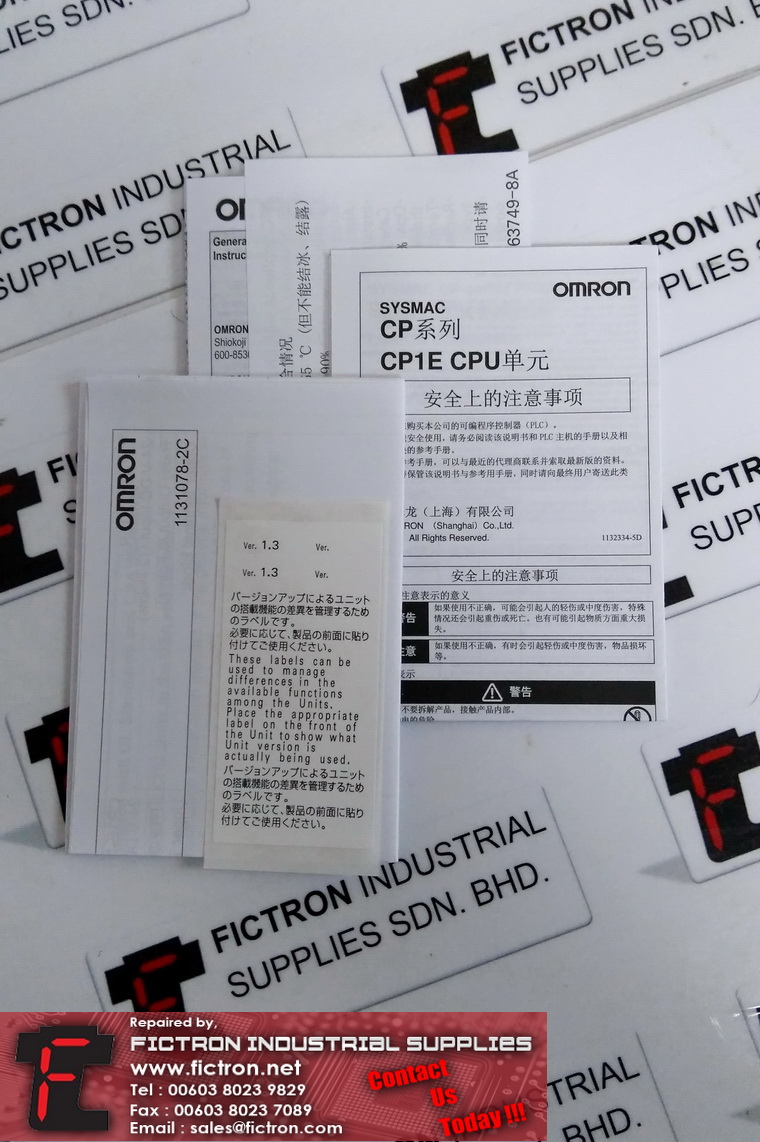 FICTRON INDUSTRIAL
SUPPLIES SDN. BHD.
OMRON
63749-8A
同时请
℃ (但不能结冰、结露)
OMRON
Shiokoji
OMRON
SYSMAC
CP系列
CP1E CPU单元
安全上的注意事项
购买本公司的可编程序控制器（PLC）。
安全使用，请务必阅读该说明书和 PLC 主机的手册以及相
的参考手册。
考手册，可以与最近的代理商联系并索取最新版的资料。
保管该说明书与参考用手册，同时请向最终用户寄送此类
龙（上海）有限公司
RON （Shanghai）Co.,Ltd.
All Rights Reserved.
1132334-5D
安全上的注意事项
注意表示的意义
如果使用不正确，可能会引起人的轻伤或中度伤害，特殊
情况还会引起重伤或死亡。也有可能引起物质方面重大损
失。
如果使用不正确，有时会引起轻伤或中度伤害，物品损坏
等。
表示
警告
不要拆解产品，接触产品内部。
OMRON
1131078-2C
Ver. 1.3 Ver.
Ver. 1.3 Ver.
バージョンアップによるユニット
の搭載機能の差異を管理するため
のラベルです。
必要に応じて、製品の前面に貼り
付けてご使用ください。
These labels can be
used to manage
differences in the
available functions
among the Units.
Place the appropriate
label on the front of
the Unit to show what
Unit version is
actually being used.
バージョンアップによるユニット
の搭載機能の差異を管理するため
のラベルです。
必要に応じて、製品の前面に貼り
付けてご使用ください。
FICTRON INDUSTRIAL
SUPPLIES SDN. BHD.
Repaired by,
FICTRON INDUSTRIAL SUPPLIES
www.fictron.net
Tel : 00603 8023 9829
Fax : 00603 8023 7089
Email : sales@fictron.com
Contact
Us
Today !!!